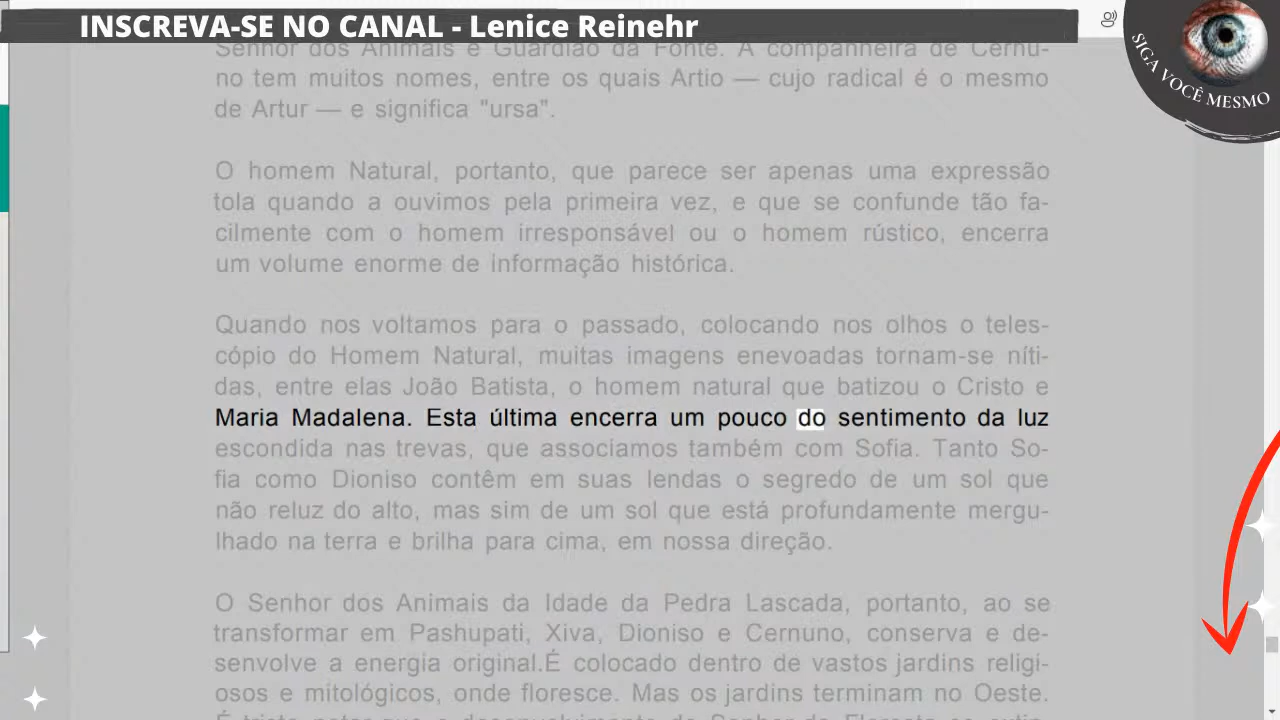 INSCREVA-SE NO CANAL - Lenice Reinehr
SIGA VOCÊ MESMO
Senhor dos Animais e Guardião da Fonte. A companheira de Cernu-
no tem muitos nomes, entre os quais Artio — cujo radical é o mesmo
de Artur — e significa "ursa".
O homem Natural, portanto, que parece ser apenas uma expressão
tola quando a ouvimos pela primeira vez, e que se confunde tão fa-
cilmente com o homem irresponsável ou o homem rústico, encerra
um volume enorme de informação histórica.
Quando nos voltamos para o passado, colocando nos olhos o teles-
cópio do Homem Natural, muitas imagens enevoadas tornam-se níti-
das, entre elas João Batista, o homem natural que batizou o Cristo e
Maria Madalena. Esta última encerra um pouco do sentimento da luz
escondida nas trevas, que associamos também com Sofia. Tanto So-
fia como Dioniso contêm em suas lendas o segredo de um sol que
não reluz do alto, mas sim de um sol que está profundamente mergu-
lhado na terra e brilha para cima, em nossa direção.
O Senhor dos Animais da Idade da Pedra Lascada, portanto, ao se
transformar em Pashupati, Xiva, Dioniso e Cernuno, conserva e de-
senvolve a energia original.É colocado dentro de vastos jardins religi-
osos e mitológicos, onde floresce. Mas os jardins terminam no Oeste.